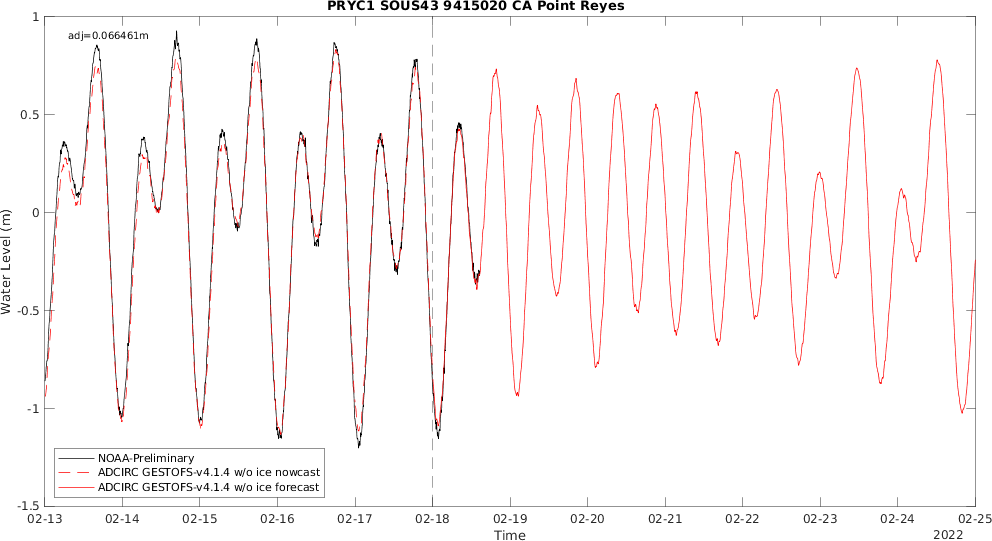 PRYC1 SOUS43 9415020 CA Point Reyes
adj=0.066461m
1
0.5
0
-0.5
-1
-1.5
Water Level (m)
NOAA-Preliminary
ADCIRC GESTOFS-v4.1.4 w/o ice nowcast
ADCIRC GESTOFS-v4.1.4 w/o ice forecast
02-13 02-14 02-15 02-16 02-17 02-18 02-19 02-20 02-21 02-22 02-23 02-24 02-25
Time
2022